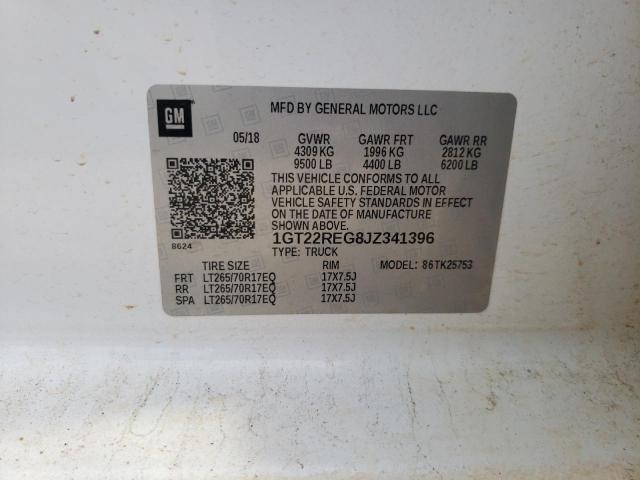 GM
MFD BY GENERAL MOTORS LLC
05/18 GVWR GAWR FRT GAWR RR
4309 KG 1996 KG 2812 KG
9500 LB 4400 LB 6200 LB
THIS VEHICLE CONFORMS TO ALL
APPLICABLE U.S. FEDERAL MOTOR
VEHICLE SAFETY STANDARDS IN EFFECT
ON THE DATE OF MANUFACTURE
SHOWN ABOVE.
8624
1GT22REG8JZ341396
TYPE: TRUCK
TIRE SIZE RIM MODEL: 86TK25753
FRT LT265/70R17EQ 17X7.5J
RR LT265/70R17EQ 17X7.5J
SPA LT265/70R17EQ 17X7.5J